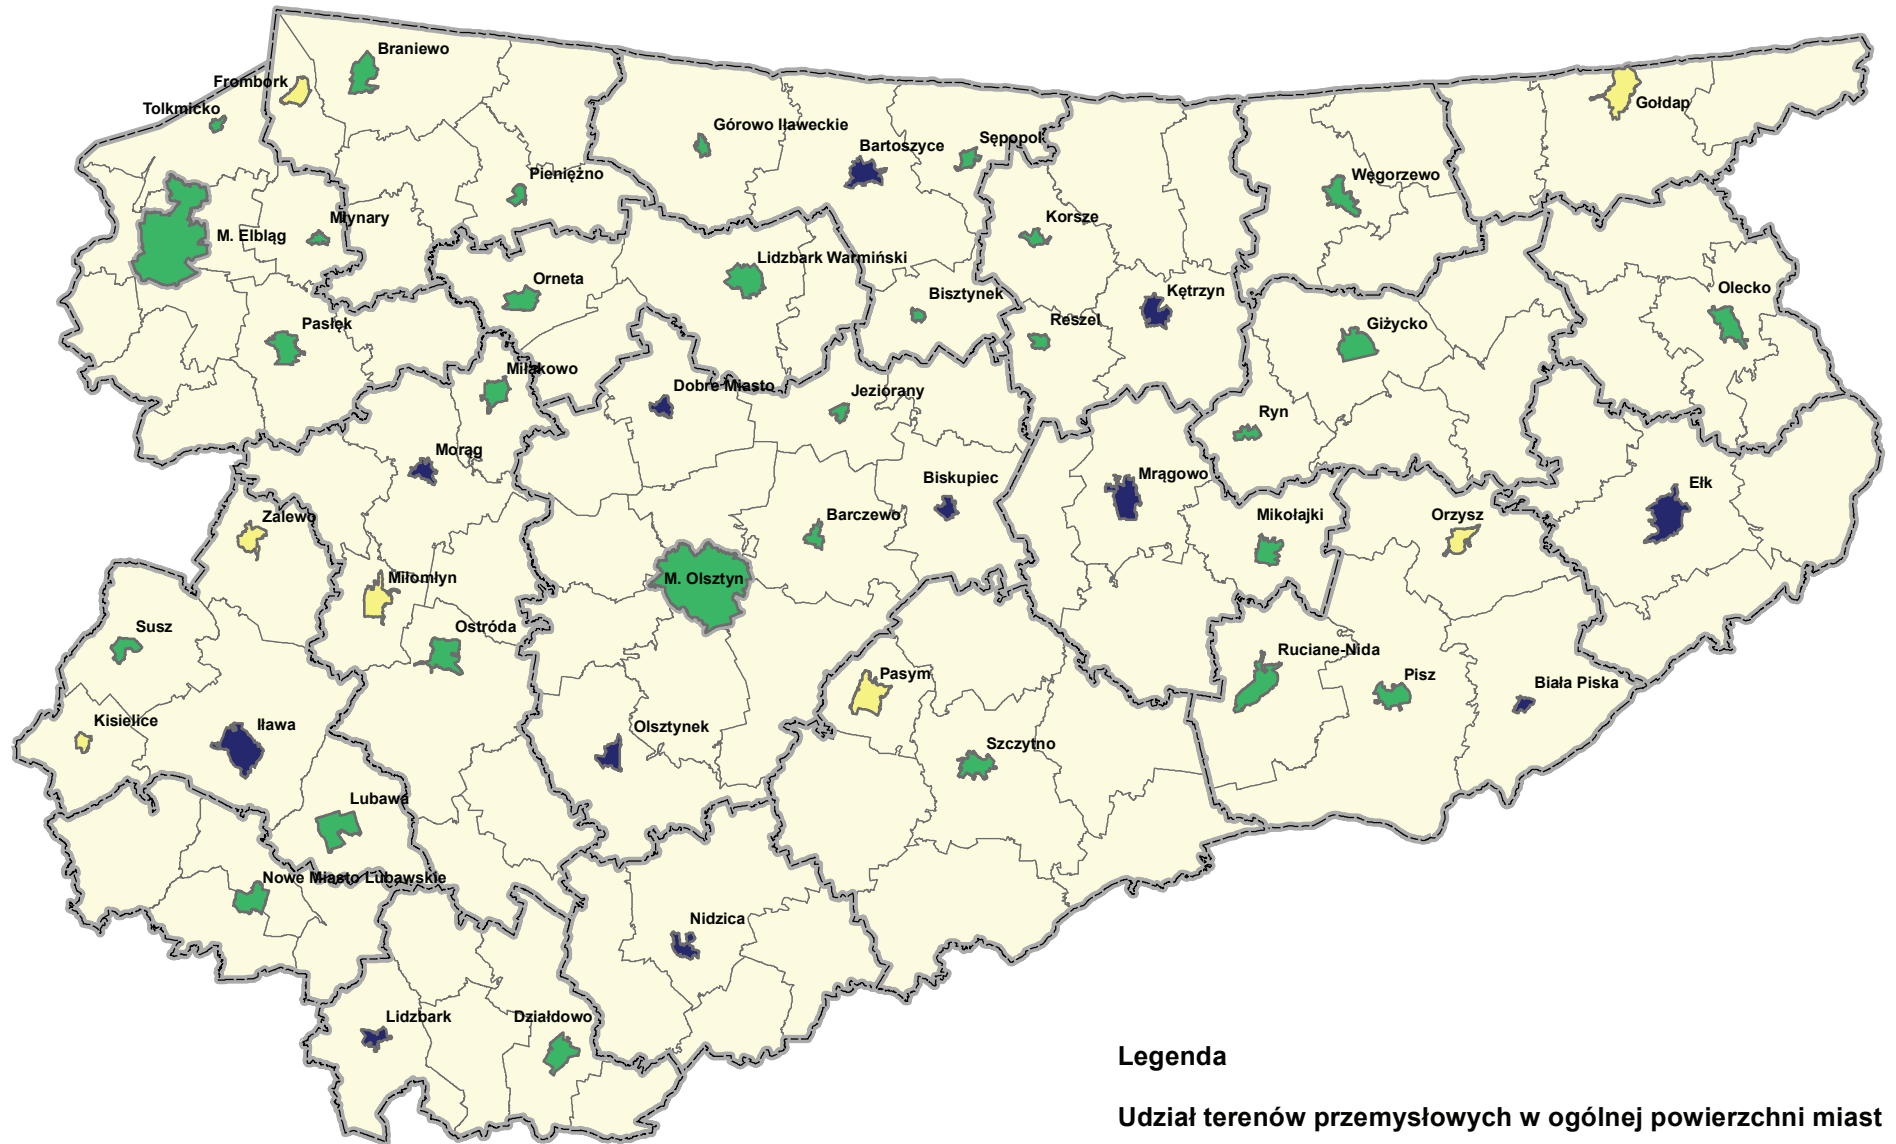 Braniewo
Frombork
Tolkmicko
Gołdap
Górowo Iławeckie
Bartoszyce
Sępopol
Pieniężno
Węgorzewo
Młynary
Korsze
M. Elbląg
Lidzbark Warmiński
Orneta
Bisztynek
Kętrzyn
Olecko
Pasłęk
Reszel
Giżycko
Miłakowo
Dobre Miasto
Jeziorany
Ryn
Morąg
Biskupiec
Mrągowo
Ełk
Zalewo
Barczewo
Mikołajki
Orzysz
Miłomłyn
M. Olsztyn
Susz
Ostróda
Ruciane-Nida
Pasym
Pisz
Biała Piska
Kisielice
Iława
Olsztynek
Szczytno
Lubawa
Nowe Miasto Lubawskie
Nidzica
Lidzbark
Działdowo
Legenda
Udział terenów przemysłowych w ogólnej powierzchni miast